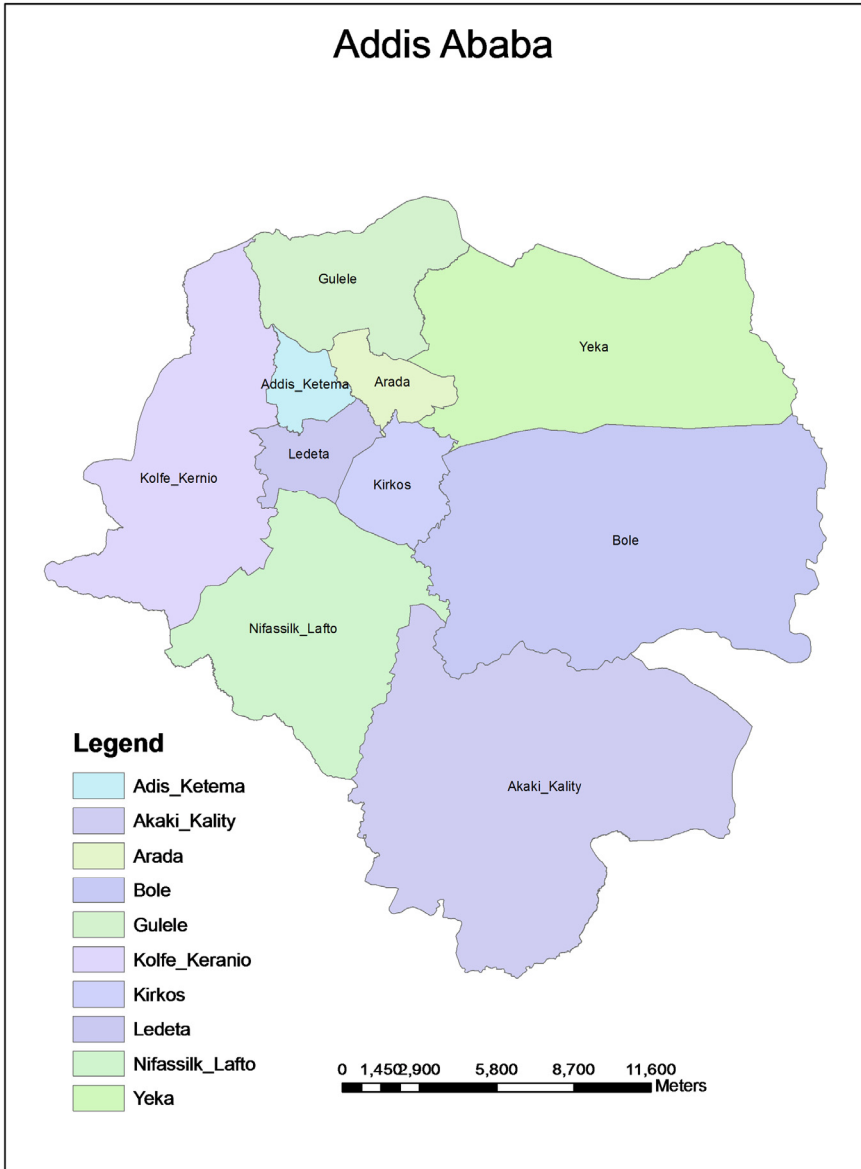 Addis Ababa
Gulele
Yeka
Addis_Ketema
Arada
Ledeta
Kolfe_Kernio
Kirkos
Bole
Nifassilk_Lafto
Akaki_Kality
Legend
Adis_Ketema
Akaki_Kality
Arada
Bole
Gulele
Kolfe_Keranio
Kirkos
Ledeta
Nifassilk_Lafto
Yeka
0 1,450 2,900 5,800 8,700 11,600
Meters